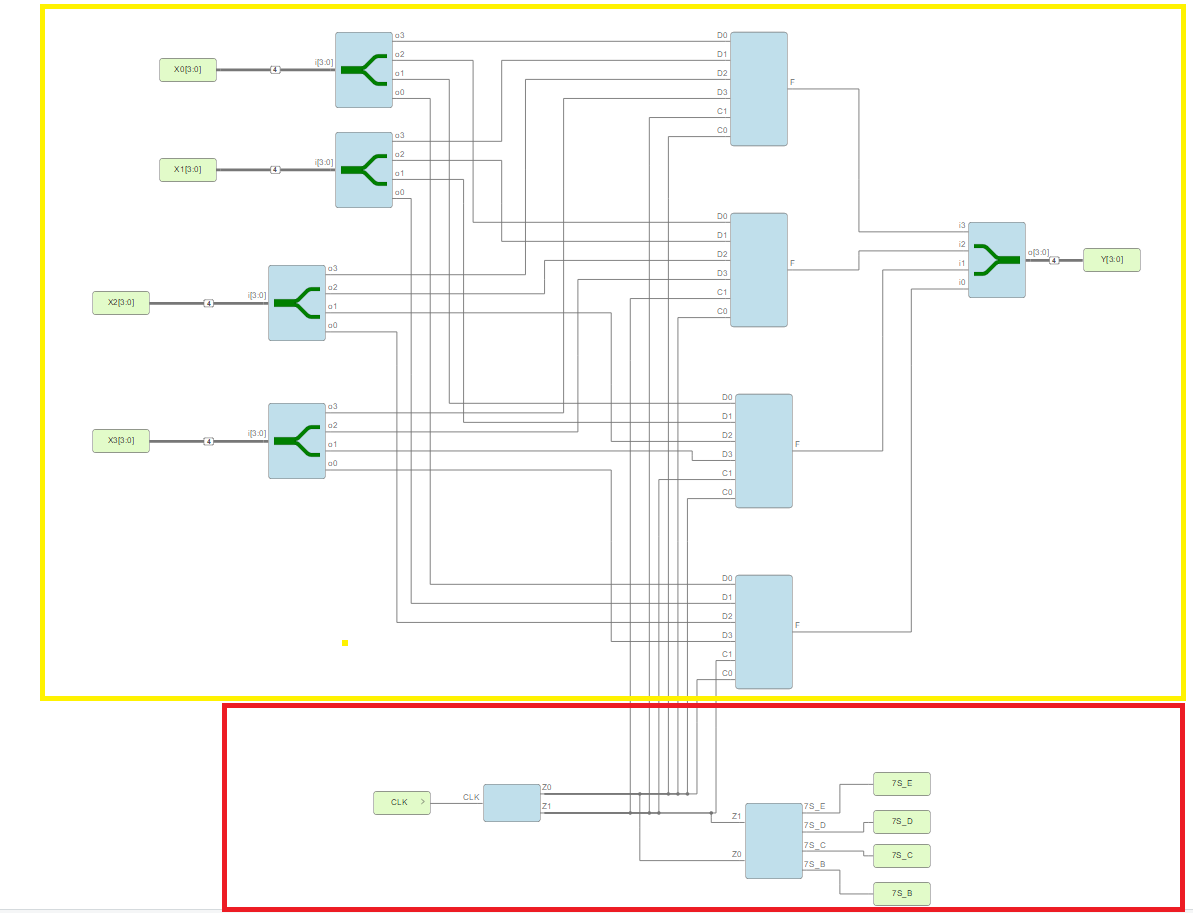 X0[3:0] 4 i[3:0] o3 o2 o1 o0
X1[3:0] 4 i[3:0] o3 o2 o1 o0
X2[3:0] 4 i[3:0] o3 o2 o1 o0
X3[3:0] 4 i[3:0] o3 o2 o1 o0
D0
D1
D2
D3
C1
C0
F
D0
D1
D2
D3
C1
C0
F
D0
D1
D2
D3
C1
C0
F
D0
D1
D2
D3
C1
C0
F
i3
i2
i1
i0
o[3:0] 4 Y[3:0]
CLK > CLK
Z0
Z1
Z1
Z0
7S_E
7S_D
7S_C
7S_B
7S_E
7S_D
7S_C
7S_B